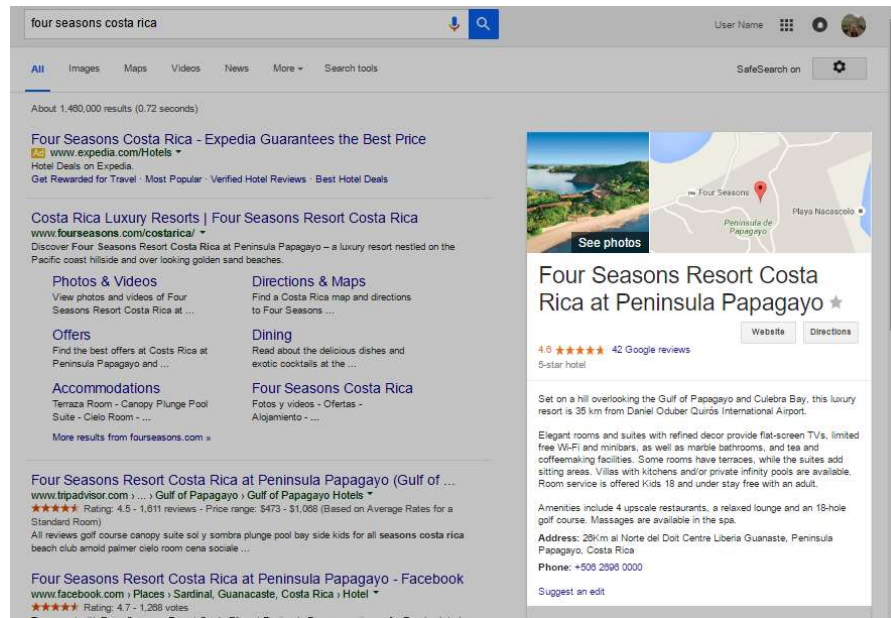 four seasons costa rica
User Name
All Images Maps Videos News More Search tools
SafeSearch on
About 1,460,000 results (0.72 seconds)
Four Seasons Costa Rica - Expedia Guarantees the Best Price
Ad www.expedia.com/Hotels
Hotel Deals on Expedia.
Get Rewarded for Travel · Most Popular · Verified Hotel Reviews · Best Hotel Deals
Costa Rica Luxury Resorts | Four Seasons Resort Costa Rica
www.fourseasons.com/costarica/
Discover Four Seasons Resort Costa Rica at Peninsula Papagayo – a luxury resort nestled on the
Pacific coast hillside and over looking golden sand beaches.
Photos & Videos
View photos and videos of Four
Seasons Resort Costa Rica at ...
Directions & Maps
Find a Costa Rica map and directions
to Four Seasons ...
Offers
Find the best offers at Costs Rica at
Peninsula Papagayo and ...
Dining
Read about the delicious dishes and
exotic cocktails at the ...
Accommodations
Terraza Room - Canopy Plunge Pool
Suite - Cielo Room - ...
Four Seasons Costa Rica
Fotos y videos - Ofertas -
Alojamiento - ...
More results from fourseasons.com »
Four Seasons Resort Costa Rica at Peninsula Papagayo (Gulf of ...
www.tripadvisor.com › ... › Gulf of Papagayo › Gulf of Papagayo Hotels
Rating: 4.5 - 1,611 reviews - Price range: $473 - $1,068 (Based on Average Rates for a
Standard Room)
All reviews golf course canopy suite sol y sombra plunge pool bay side kids for all seasons costa rica
beach club arnold palmer cielo room cena sociale ...
Four Seasons Resort Costa Rica at Peninsula Papagayo - Facebook
www.facebook.com › Places › Sardinal, Guanacaste, Costa Rica › Hotel
Rating: 4.7 - 1,268 votes
See photos
Four Seasons
Peninsula de
Papagayo
Playa Nacascolo
Four Seasons Resort Costa
Rica at Peninsula Papagayo
Website Directions
4.6 42 Google reviews
5-star hotel
Set on a hill overlooking the Gulf of Papagayo and Culebra Bay, this luxury
resort is 35 km from Daniel Oduber Quirós International Airport.
Elegant rooms and suites with refined decor provide flat-screen TVs, limited
free Wi-Fi and minibars, as well as marble bathrooms, and tea and
coffeemaking facilities. Some rooms have terraces, while the suites add
sitting areas. Villas with kitchens and/or private infinity pools are available.
Room service is offered Kids 18 and under stay free with an adult.
Amenities include 4 upscale restaurants, a relaxed lounge and an 18-hole
golf course. Massages are available in the spa.
Address: 26Km al Norte del Doit Centre Liberia Guanaste, Peninsula
Papagayo, Costa Rica
Phone: +506 2696 0000
Suggest an edit